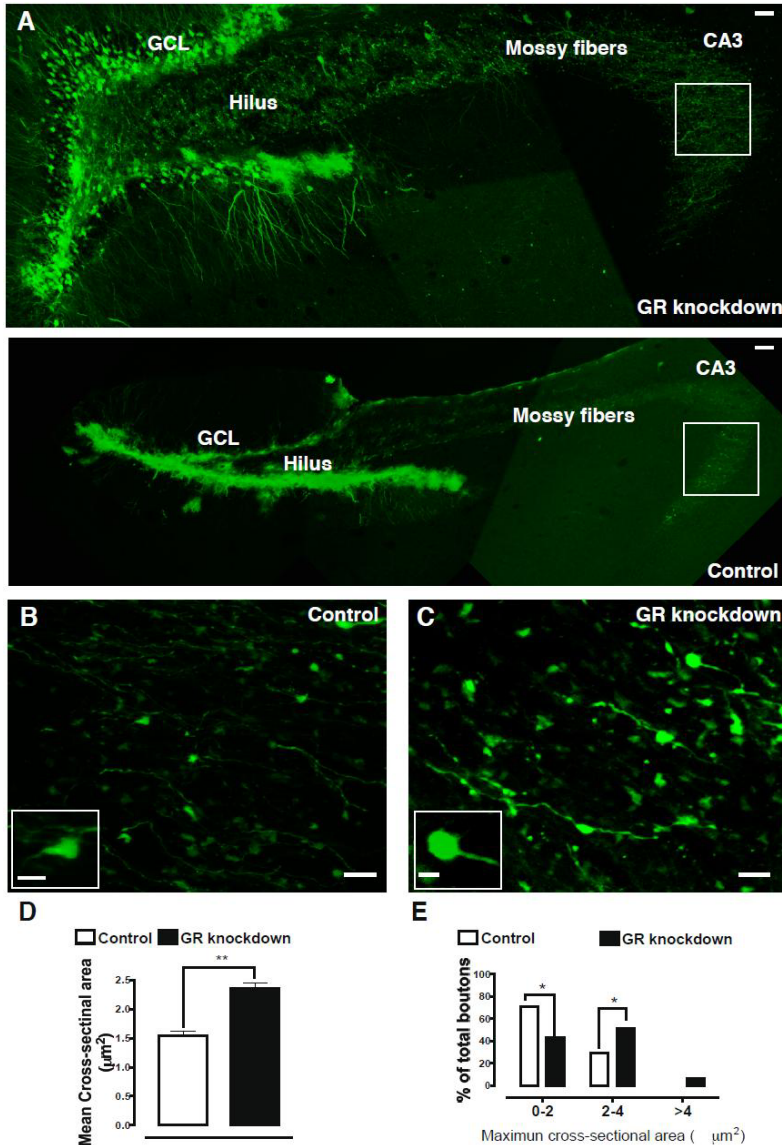 A
GCL
Hilus
Mossy fibers
CA3
GR knockdown
CA3
Mossy fibers
GCL
Hilus
Control
B
Control
C
GR knockdown
D
Control GR knockdown
Mean Cross-sectinal area
(µm2)
2.5
2.0
1.5
1.0
0.5
0.0
**
E
Control GR knockdown
% of total boutons
100
80
60
40
20
0
*
*
0-2 2-4 >4
Maximun cross-sectional area ( µm2)